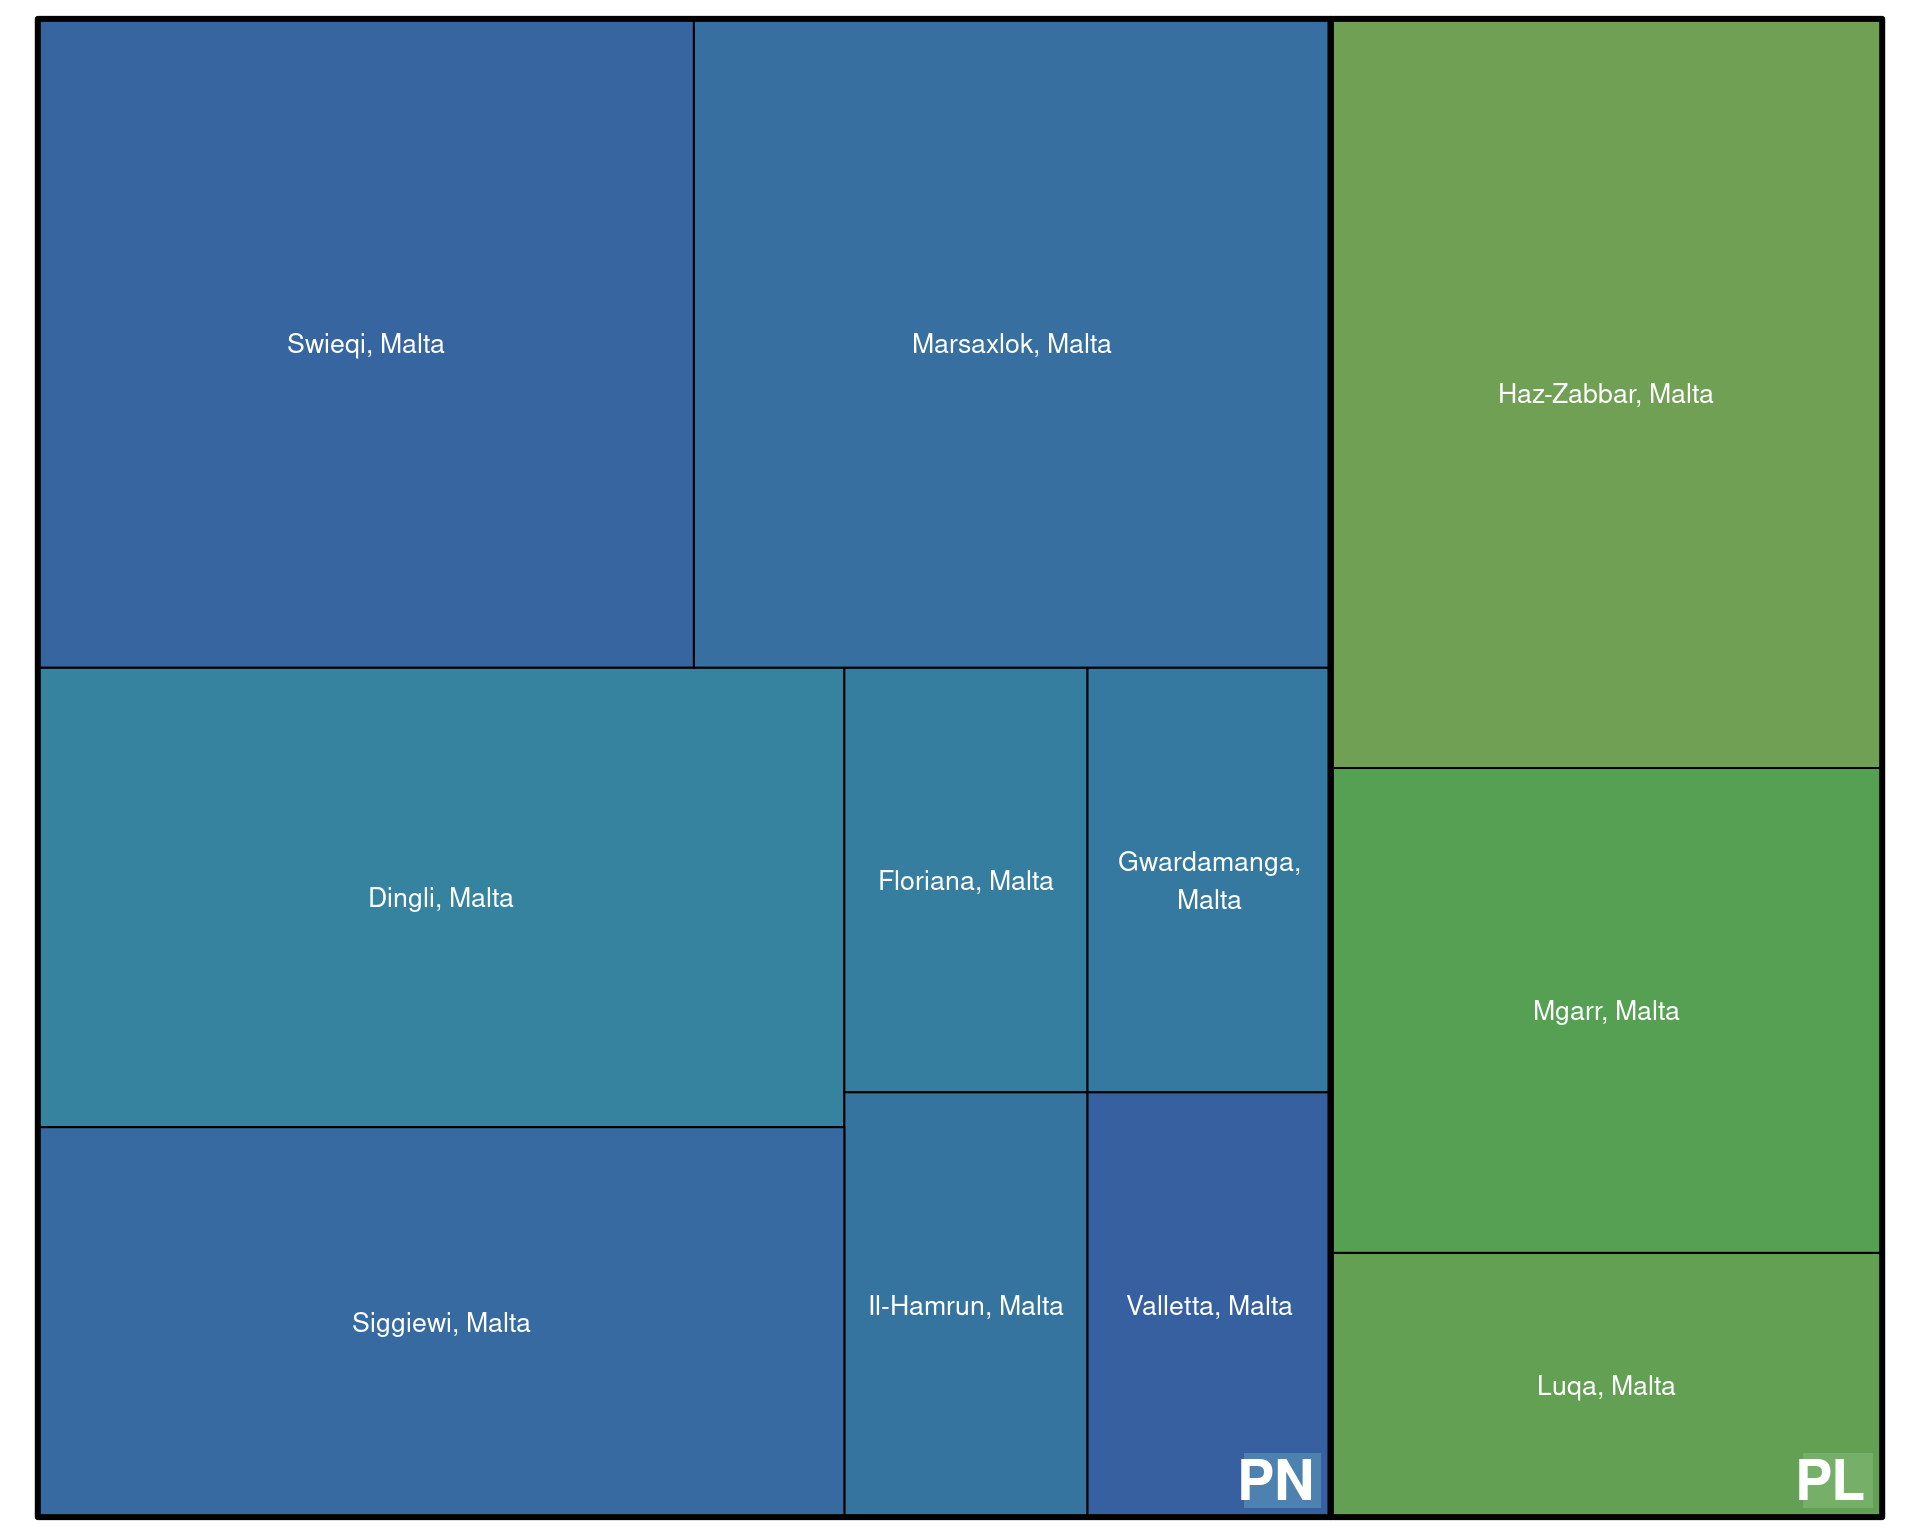 Swieqi, Malta
Marsaxlok, Malta
Haz-Zabbar, Malta
Dingli, Malta
Floriana, Malta
Gwardamanga,
Malta
Mgarr, Malta
Siggiewi, Malta
Il-Hamrun, Malta
Valletta, Malta
Luqa, Malta
PN
PL